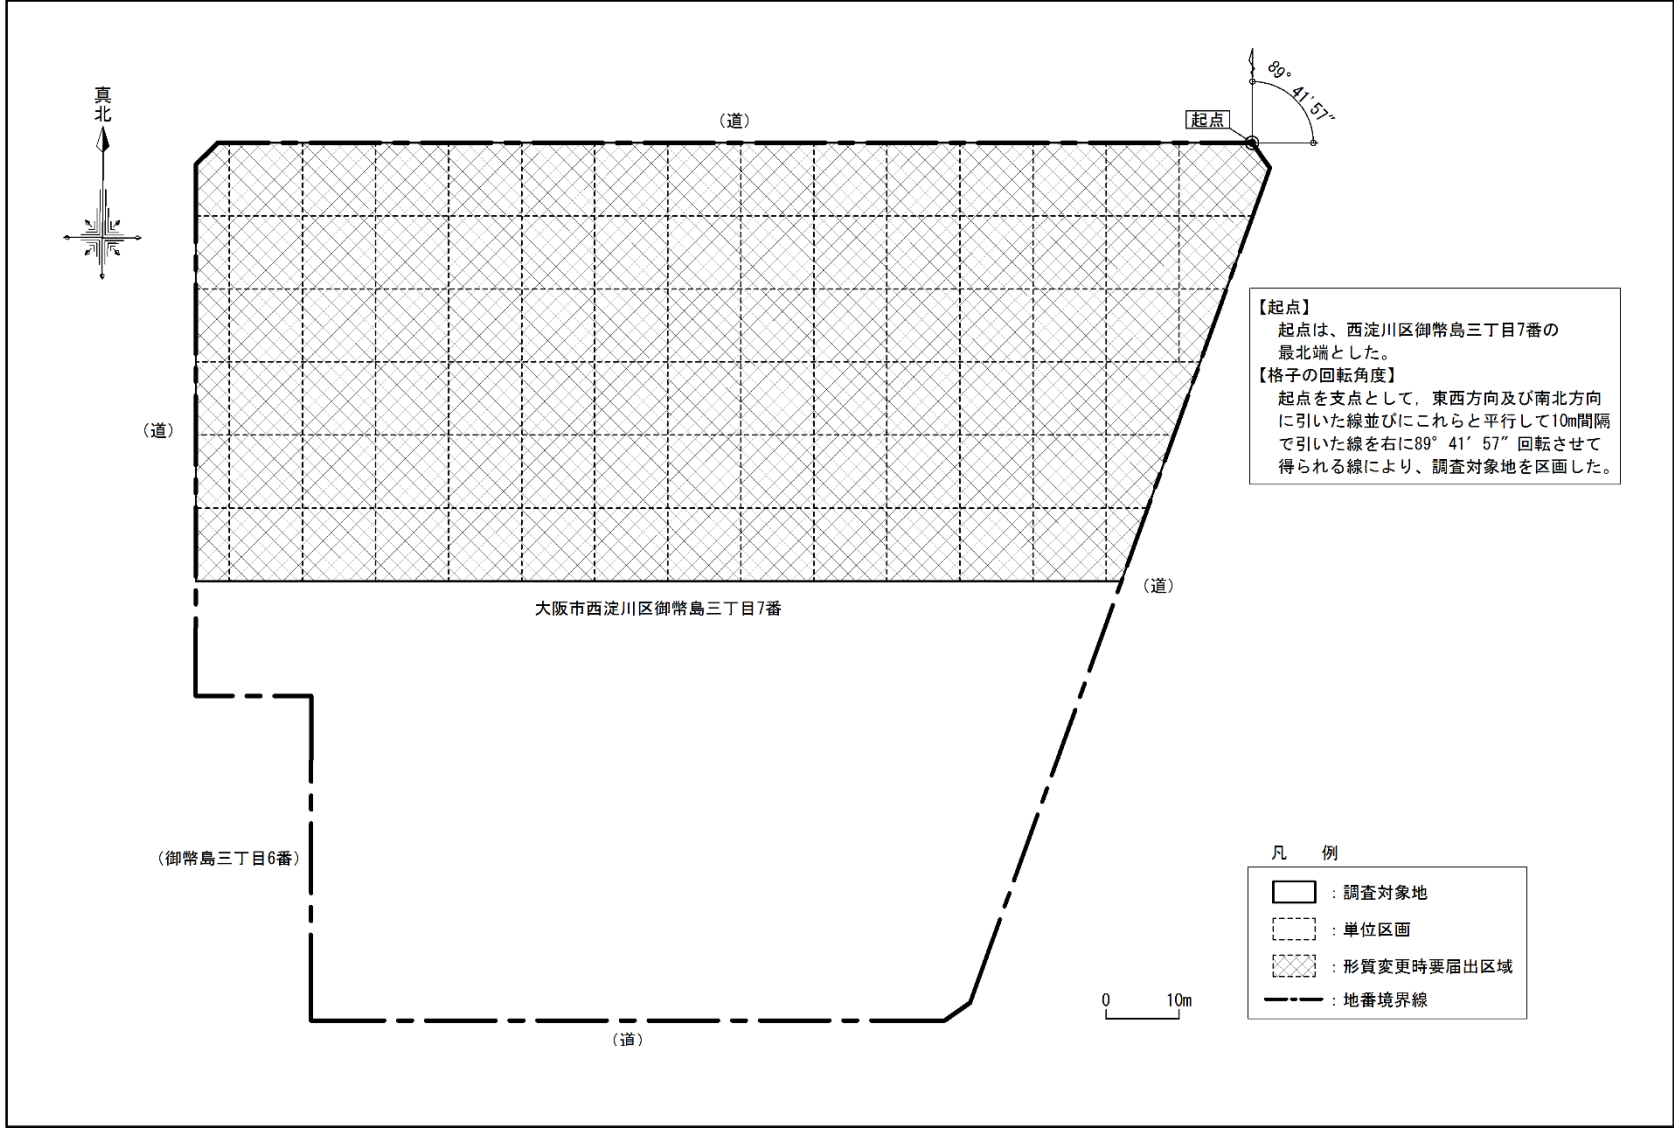 真北
89° 41′ 57″
起点
(道)
【起点】
起点は、西淀川区御幣島三丁目7番の
最北端とした。
【格子の回転角度】
起点を支点として，東西方向及び南北方向
に引いた線並びにこれらと平行して10m間隔
で引いた線を右に89° 41′ 57″ 回転させて
得られる線により、調査対象地を区画した。
(道)
(道)
大阪市西淀川区御幣島三丁目7番
(御幣島三丁目6番)
(道)
0 10m
凡 例
：調査対象地
：単位区画
：形質変更時要届出区域
：地番境界線